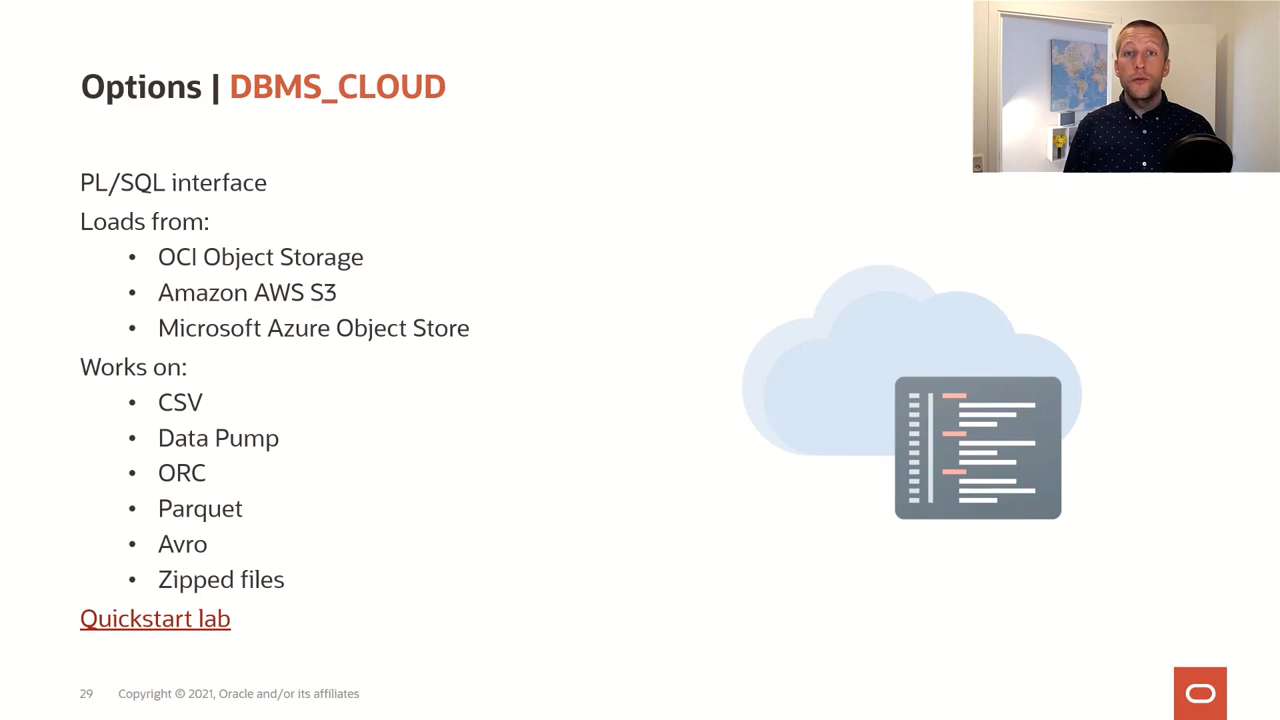 Options | DBMS_CLOUD
PL/SQL interface
Loads from:
• OCI Object Storage
• Amazon AWS S3
• Microsoft Azure Object Store
Works on:
• CSV
• Data Pump
• ORC
• Parquet
• Avro
• Zipped files
Quickstart lab
29 Copyright © 2021, Oracle and/or its affiliates